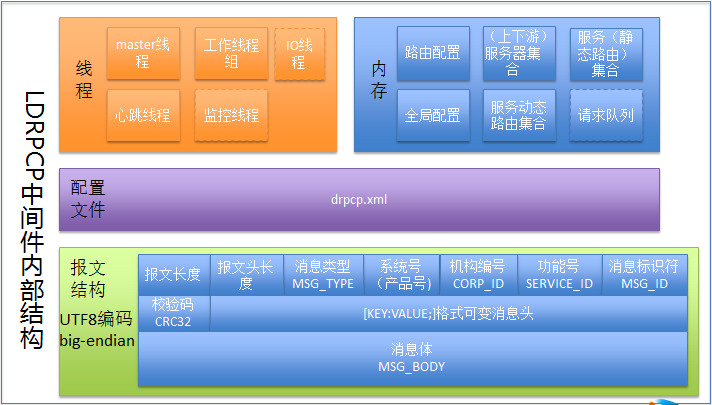 LDRPCP中间件内部结构
线
程
master线
程
工作线程
组
IO线
程
心跳线程
监控线程
内
存
路由配置
（上下游）
服务器集
合
服务（静
态路由）
集合
全局配置
服务动态
路由集合
请求队列
配置
文件
drpcp.xml
报文
结构
UTF8编码
big-endian
报文长度
报文头长
度
消息类型
MSG_TYPE
系统号
（产品号)
机构编号
CORP_ID
功能号
SERVICE_ID
消息标识符
MSG_ID
校验码
CRC32
[KEY:VALUE;]格式可变消息头
消息体
MSG_BODY